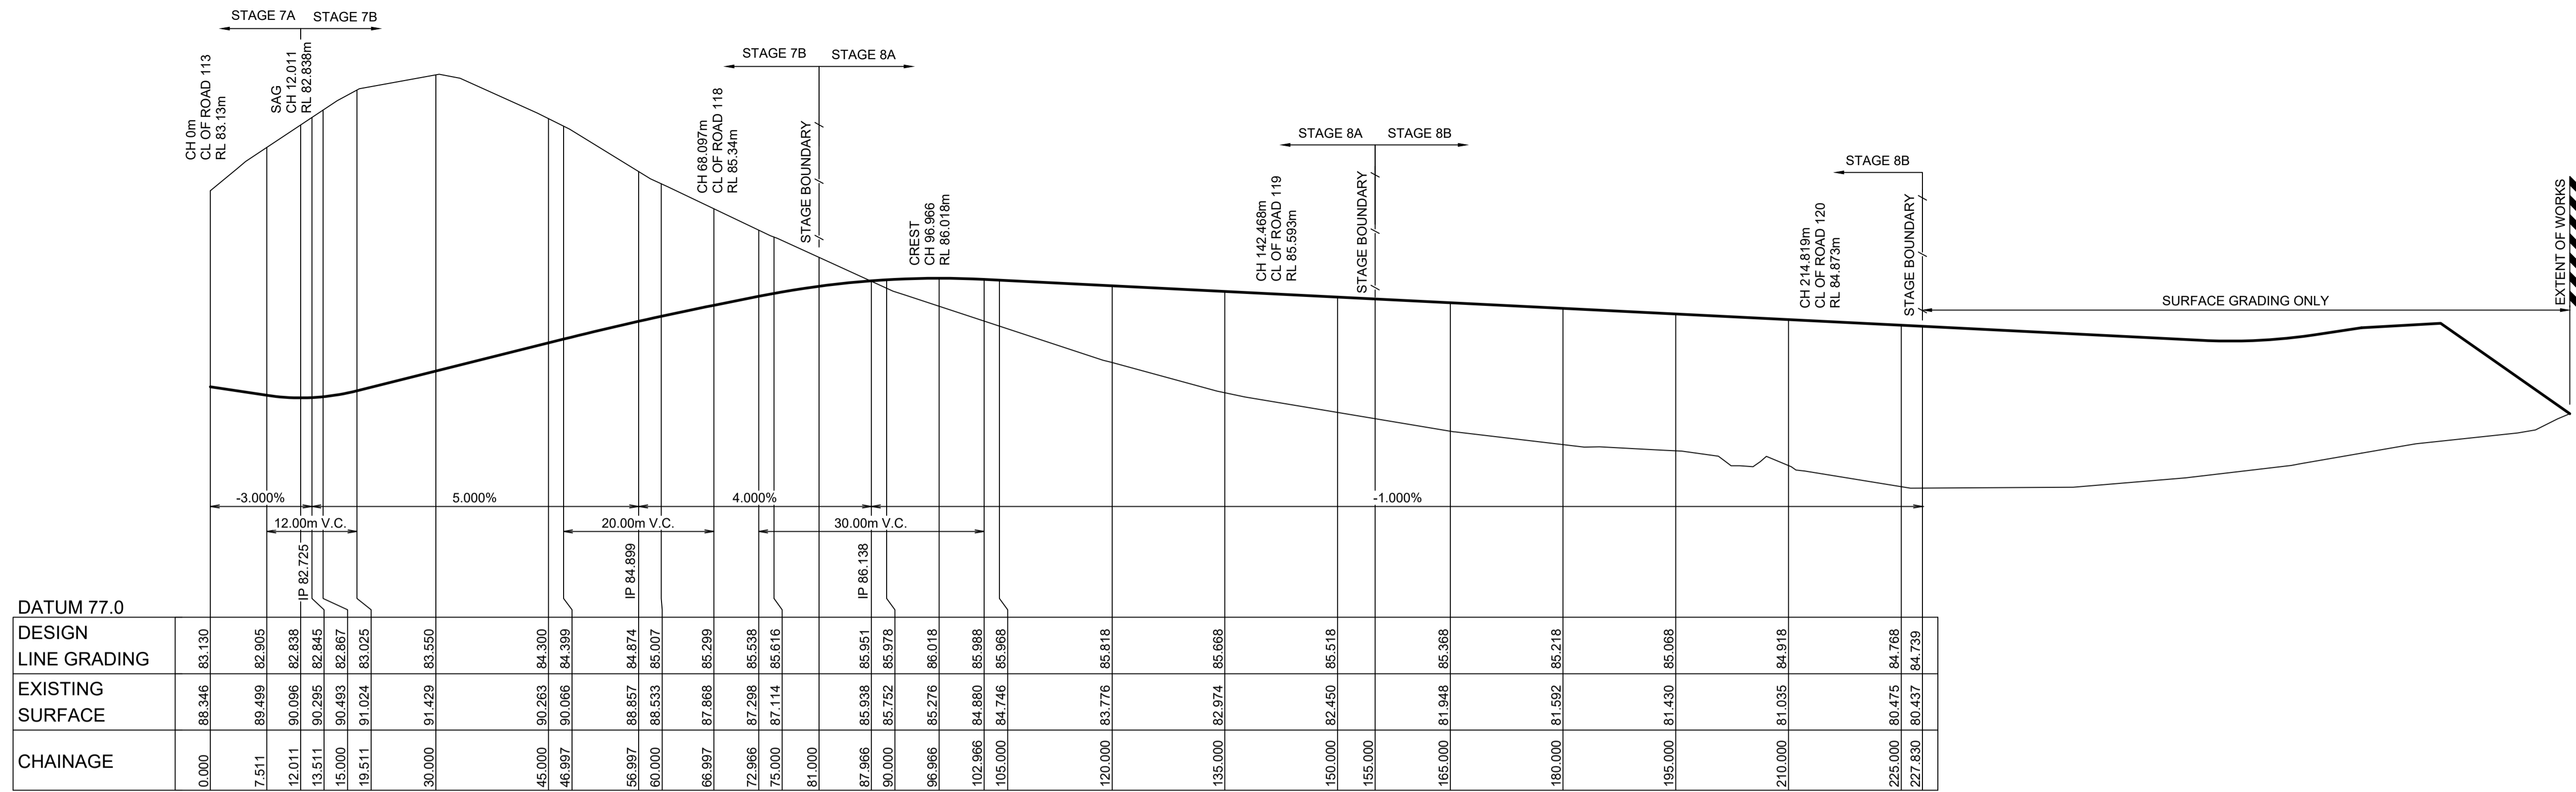 STAGE 7A
STAGE 7B
STAGE 7B
STAGE 8A
STAGE 8A
STAGE 8B
STAGE 8B
CH 0m
CL OF ROAD 113
RL 83.13m
SAG
CH 12.011
RL 82.838m
CH 68.097m
CL OF ROAD 118
RL 85.34m
STAGE BOUNDARY
CREST
CH 96.966
RL 86.018m
CH 142.468m
CL OF ROAD 119
RL 85.593m
STAGE BOUNDARY
CH 214.819m
CL OF ROAD 120
RL 84.873m
STAGE BOUNDARY
SURFACE GRADING ONLY
EXTENT OF WORKS
-3.000%
5.000%
4.000%
-1.000%
12.00m V.C.
20.00m V.C.
30.00m V.C.
IP 82.725
IP 84.899
IP 86.138
DATUM 77.0
DESIGN
LINE GRADING
83.130
82.905
82.838
82.845
82.867
83.025
83.550
84.300
84.399
84.874
85.007
85.299
85.538
85.616
85.951
85.978
86.018
85.988
85.968
85.818
85.668
85.518
85.368
85.218
85.068
84.918
84.768
84.739
EXISTING
SURFACE
88.346
89.499
90.096
90.295
90.493
91.024
91.429
90.263
90.066
88.857
88.533
87.868
87.298
87.114
85.938
85.752
85.276
84.880
84.746
83.776
82.974
82.450
81.948
81.592
81.430
81.035
80.475
80.437
CHAINAGE
0.000
7.511
12.011
13.511
15.000
19.511
30.000
45.000
46.997
56.997
60.000
66.997
72.966
75.000
81.000
87.966
90.000
96.966
102.966
105.000
120.000
135.000
150.000
155.000
165.000
180.000
195.000
210.000
225.000
227.830